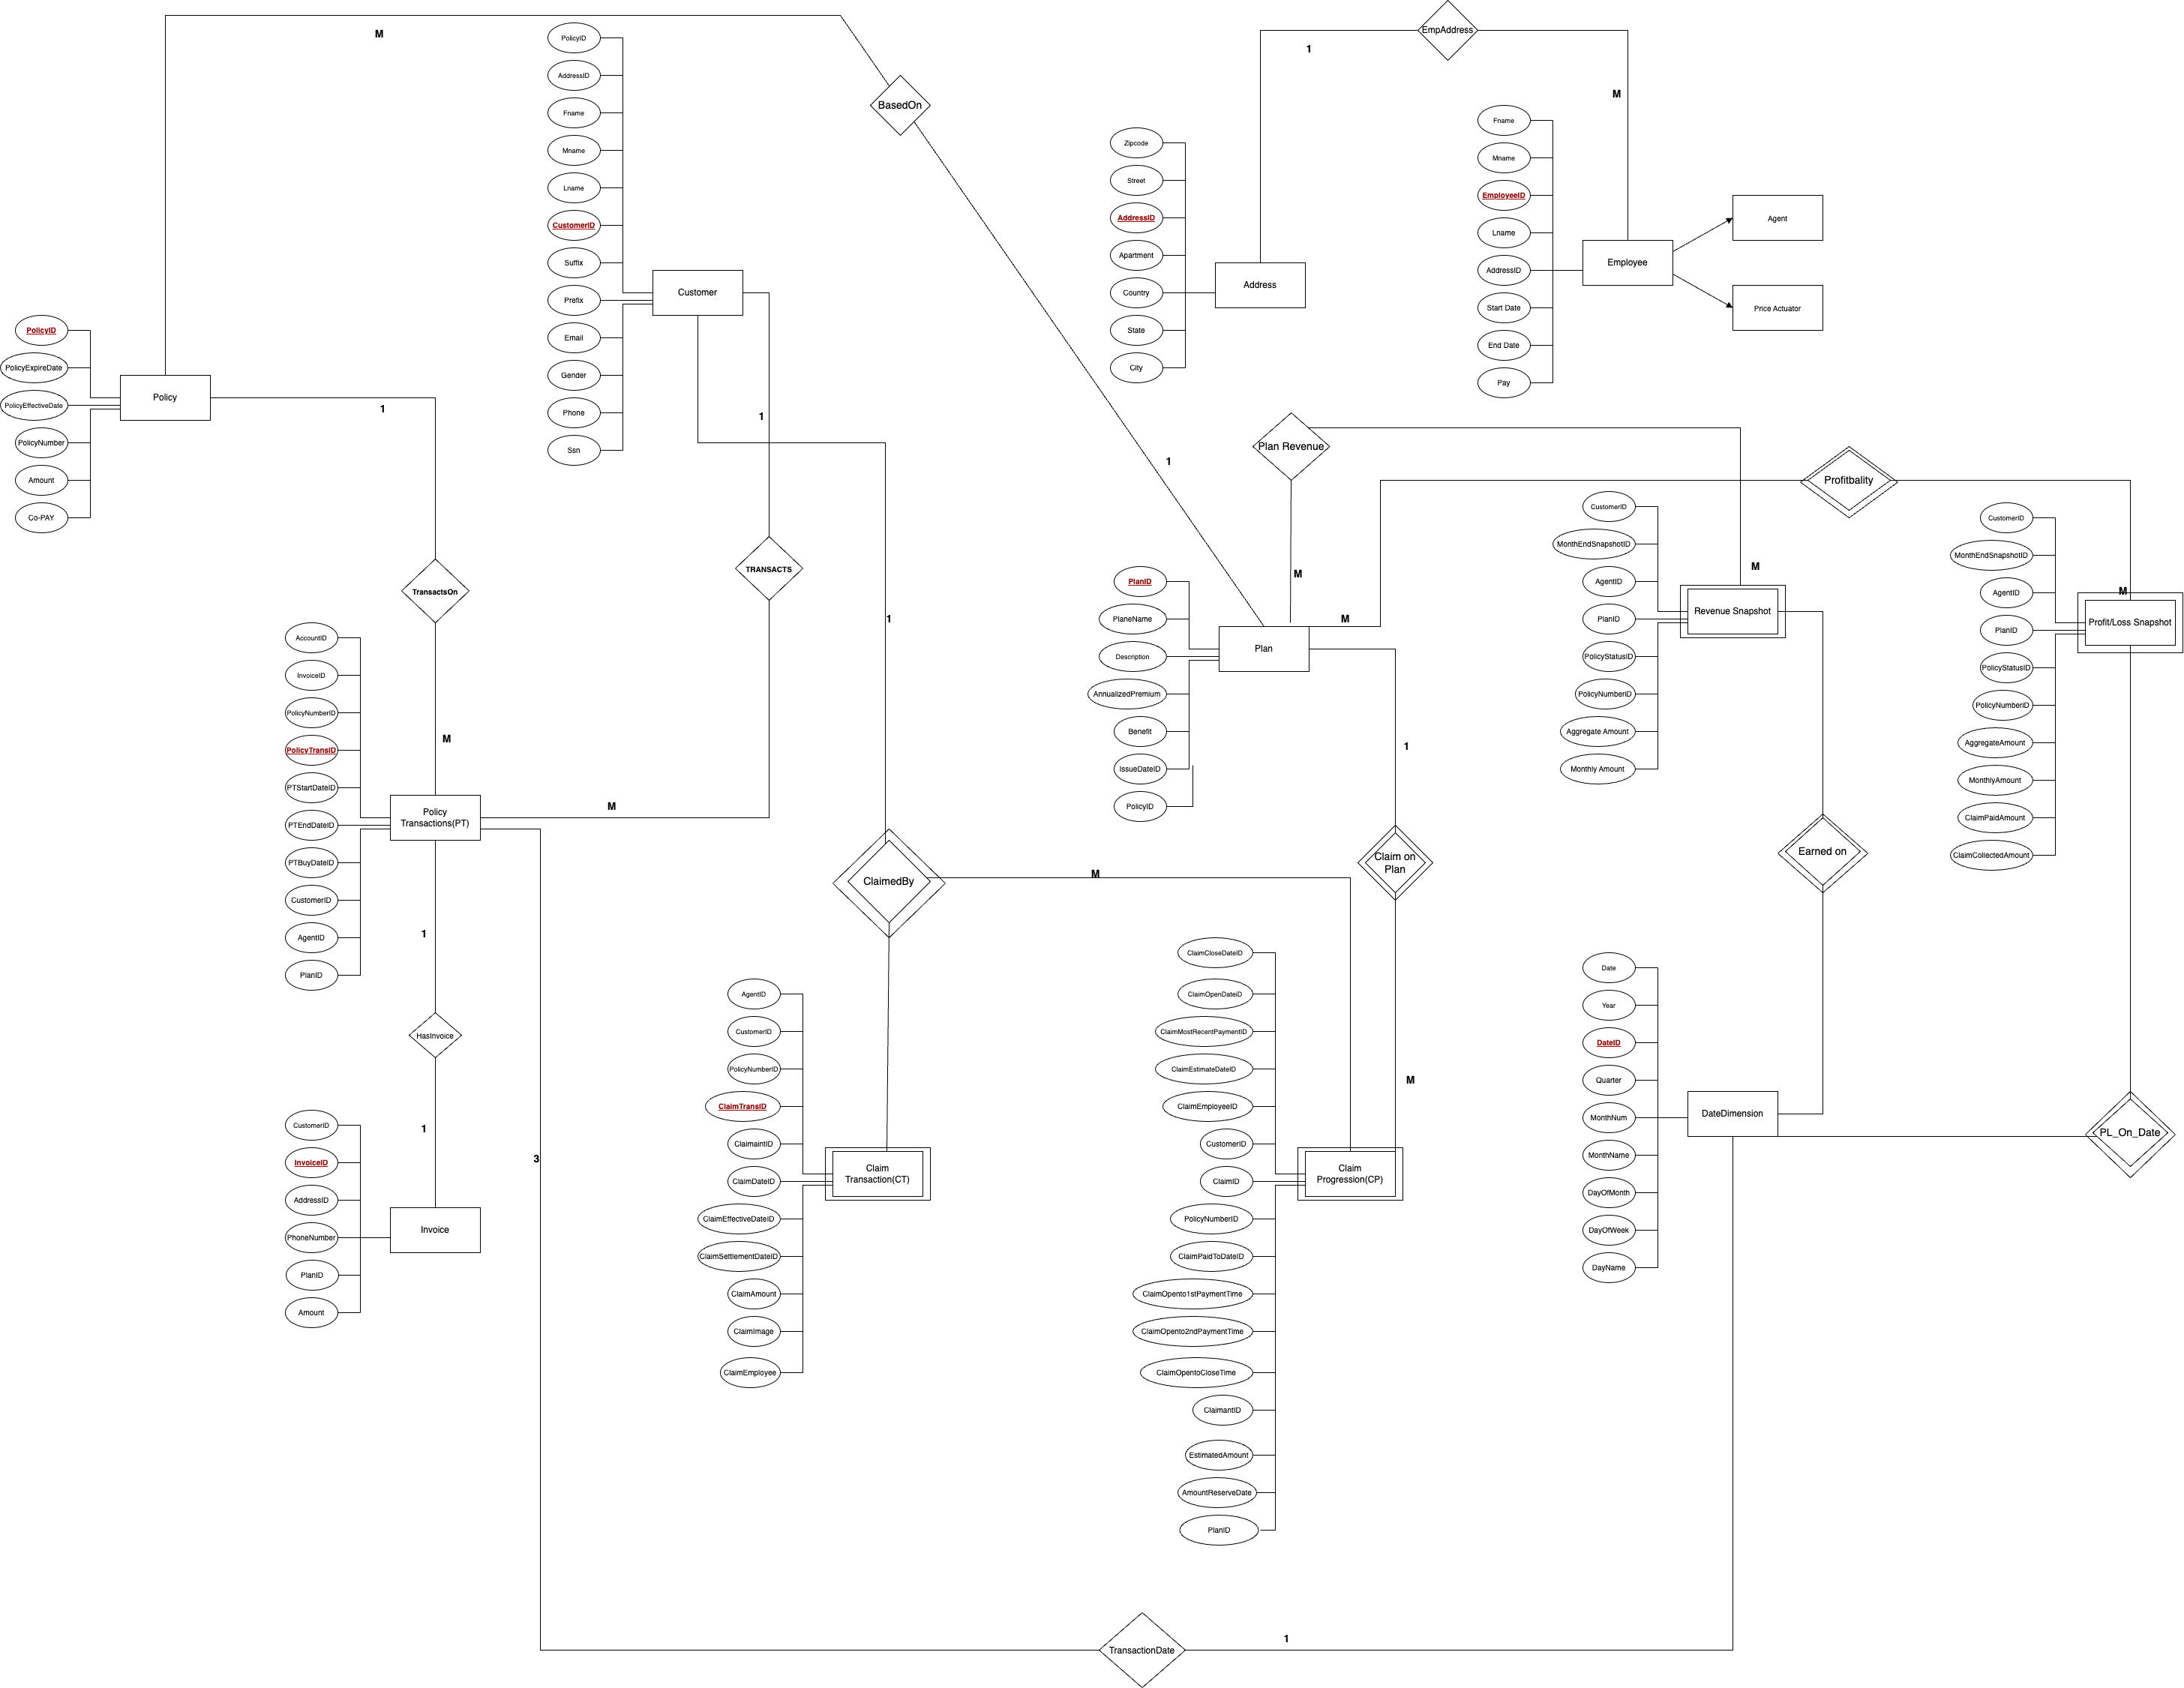 M
BasedOn
1
EmpAddress
1
M
PolicyID
PolicyExpireDate
PolicyEffectiveDate
PolicyNumber
Amount
Co-PAY
Policy
1
TransactsOn
M
PolicyID
AddressID
Fname
Mname
Lname
CustomerID
Suffix
Prefix
Email
Gender
Phone
Ssn
Customer
1
TRANSACTS
M
1
Zipcode
Street
AddressID
Apartment
Country
State
City
Address
Fname
Mname
EmployeeID
Lname
AddressID
Start Date
End Date
Pay
Employee
Agent
Price Actuator
Plan Revenue
M
M
Profitbality
M
M
PlanID
PlaneName
Description
AnnualizedPremium
Benefit
IssueDateID
PolicyID
Plan
1
Claim on
Plan
M
CustomerID
MonthEndSnapshotID
AgentID
PlanID
PolicyStatusID
PolicyNumberID
Aggregate Amount
Monthly Amount
Revenue Snapshot
Earned on
CustomerID
MonthEndSnapshotID
AgentID
PlanID
PolicyStatusID
PolicyNumberID
AggregateAmount
MonthlyAmount
ClaimPaidAmount
ClaimCollectedAmount
Profit/Loss Snapshot
PL_On_Date
AccountID
InvoiceID
PolicyNumberID
PolicyTransID
PTStartDateID
PTEndDateID
PTBuyDateID
CustomerID
AgentID
PlanID
Policy
Transactions(PT)
1
HasInvoice
1
3
CustomerID
InvoiceID
AddressID
PhoneNumber
PlanID
Amount
Invoice
ClaimedBy
M
AgentID
CustomerID
PolicyNumberID
ClaimTransID
ClaimaintID
ClaimDateID
ClaimEffectiveDateID
ClaimSettlementDateID
ClaimAmount
ClaimImage
ClaimEmployee
Claim
Transaction(CT)
ClaimCloseDateID
ClaimOpenDateID
ClaimMostRecentPaymentID
ClaimEstimateDateID
ClaimEmployeeID
CustomerID
ClaimID
PolicyNumberID
ClaimPaidToDateID
ClaimOpento1stPaymentTime
ClaimOpento2ndPaymentTime
ClaimOpentoCloseTime
ClaimantID
EstimatedAmount
AmountReserveDate
PlanID
Claim
Progression(CP)
Date
Year
DateID
Quarter
MonthNum
MonthName
DayOfMonth
DayOfWeek
DayName
DateDimension
TransactionDate
1